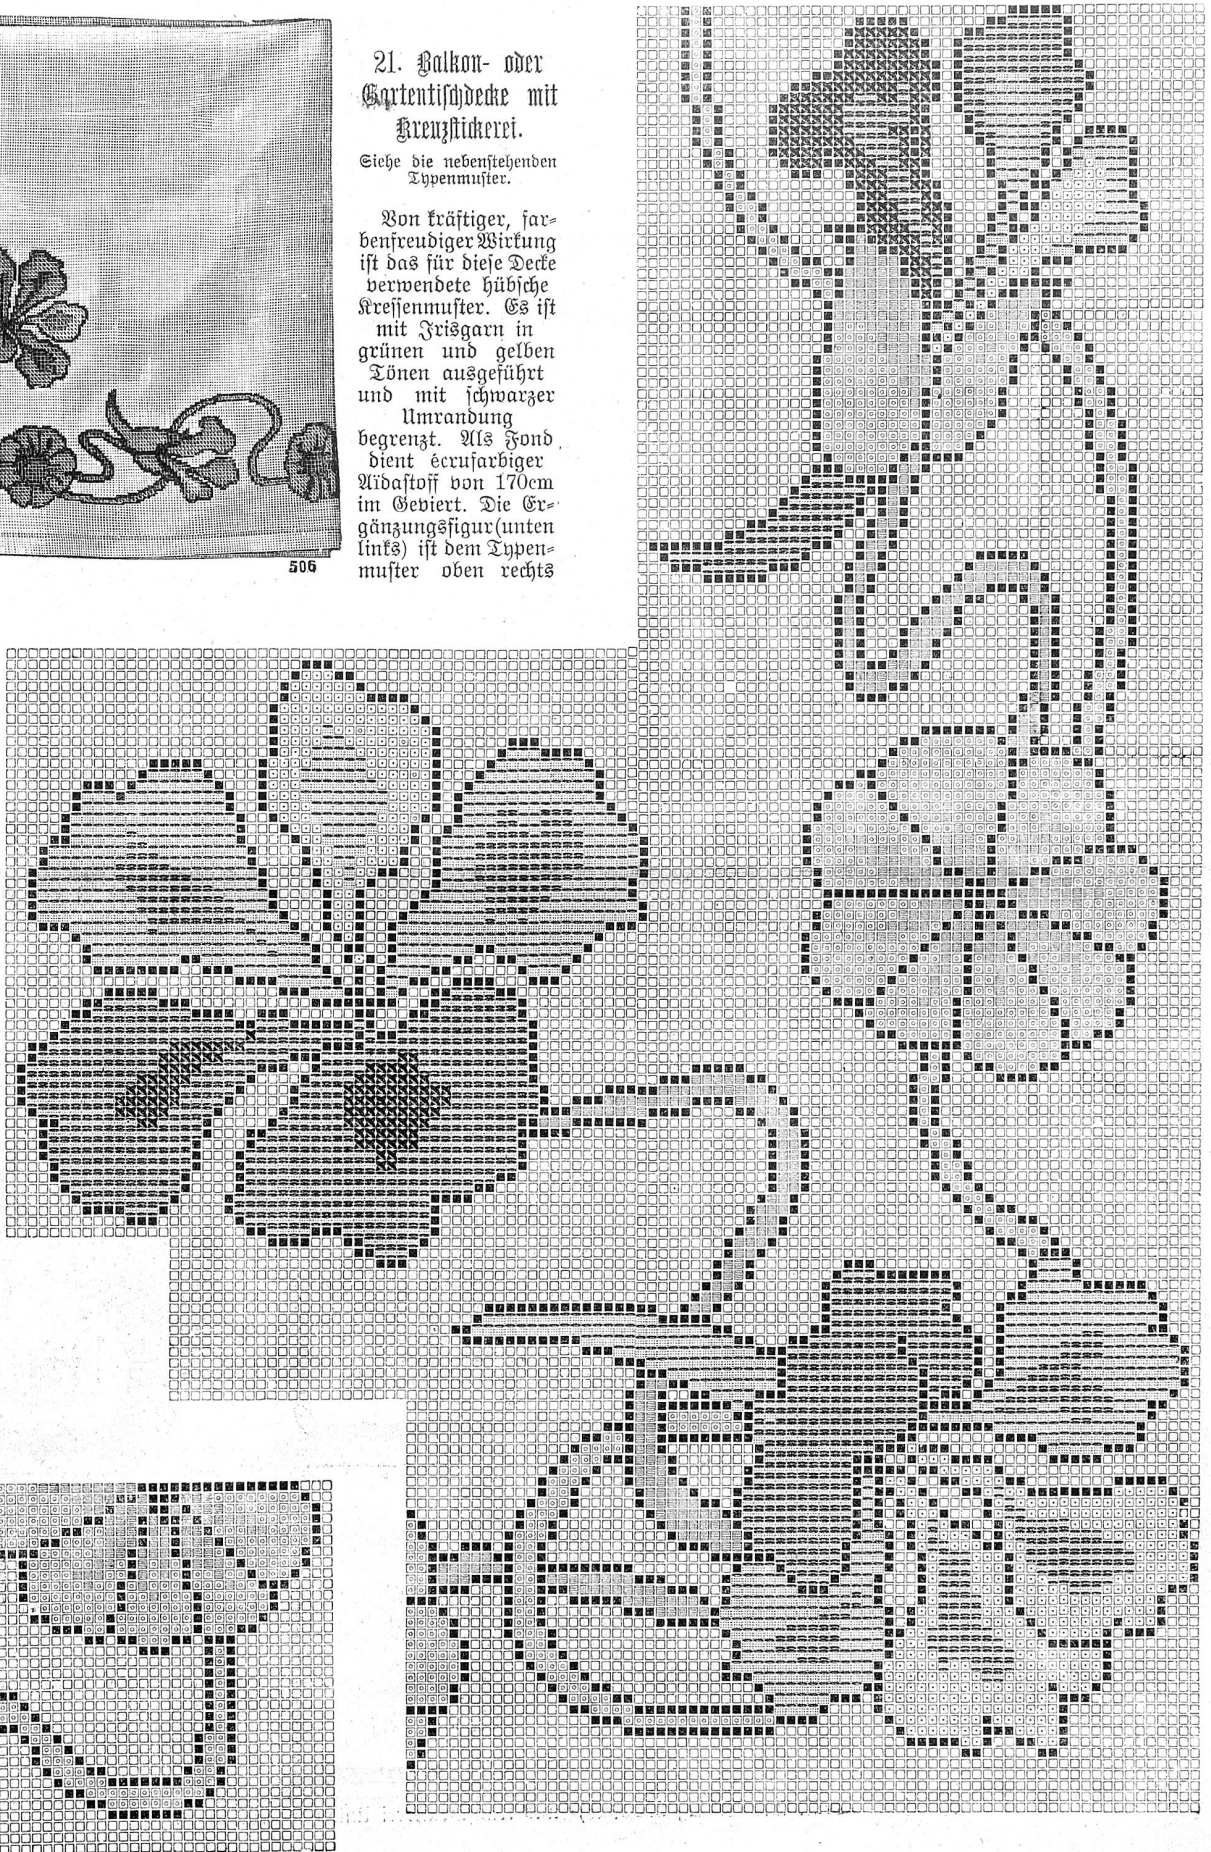 21. Balkon- oder
Gartentischdecke mit
Kreuzstickerei.
Siehe die nebenstehenden
Typenmuster.
Von kräftiger, far-
benfreudiger Wirkung
ist das für diese Decke
verwendete hübsche
Kressenmuster. Es ist
mit Irisgarn in
grünen und gelben
Tönen ausgeführt
und mit schwarzer
Umrandung
begrenzt. Als Fond
dient écrufarbiger
Aïdastoff von 170cm
im Geviert. Die Er-
gänzungsfigur (unten
links) ist dem Typen-
muster oben rechts
506